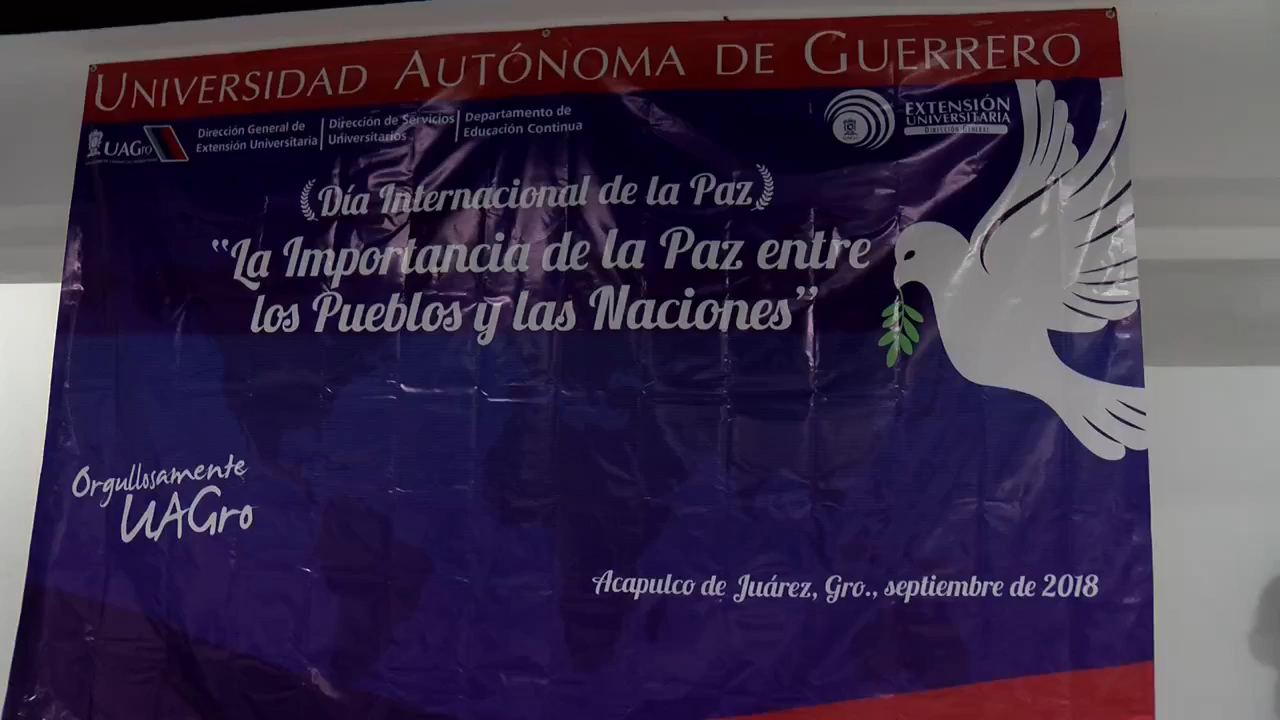 UNIVERSIDAD AUTÓNOMA DE GUERRERO
UAGro
Dirección General de
Extensión Universitaria
Dirección de Servicios
Universitarios
Departamento de
Educación Continua
EXTENSIÓN
UNIVERSITARIA
DIRECCIÓN GENERAL
Día Internacional de la Paz
“La Importancia de la Paz entre
los Pueblos y las Naciones”
Orgullosamente
UAGro
Acapulco de Juárez, Gro., septiembre de 2018